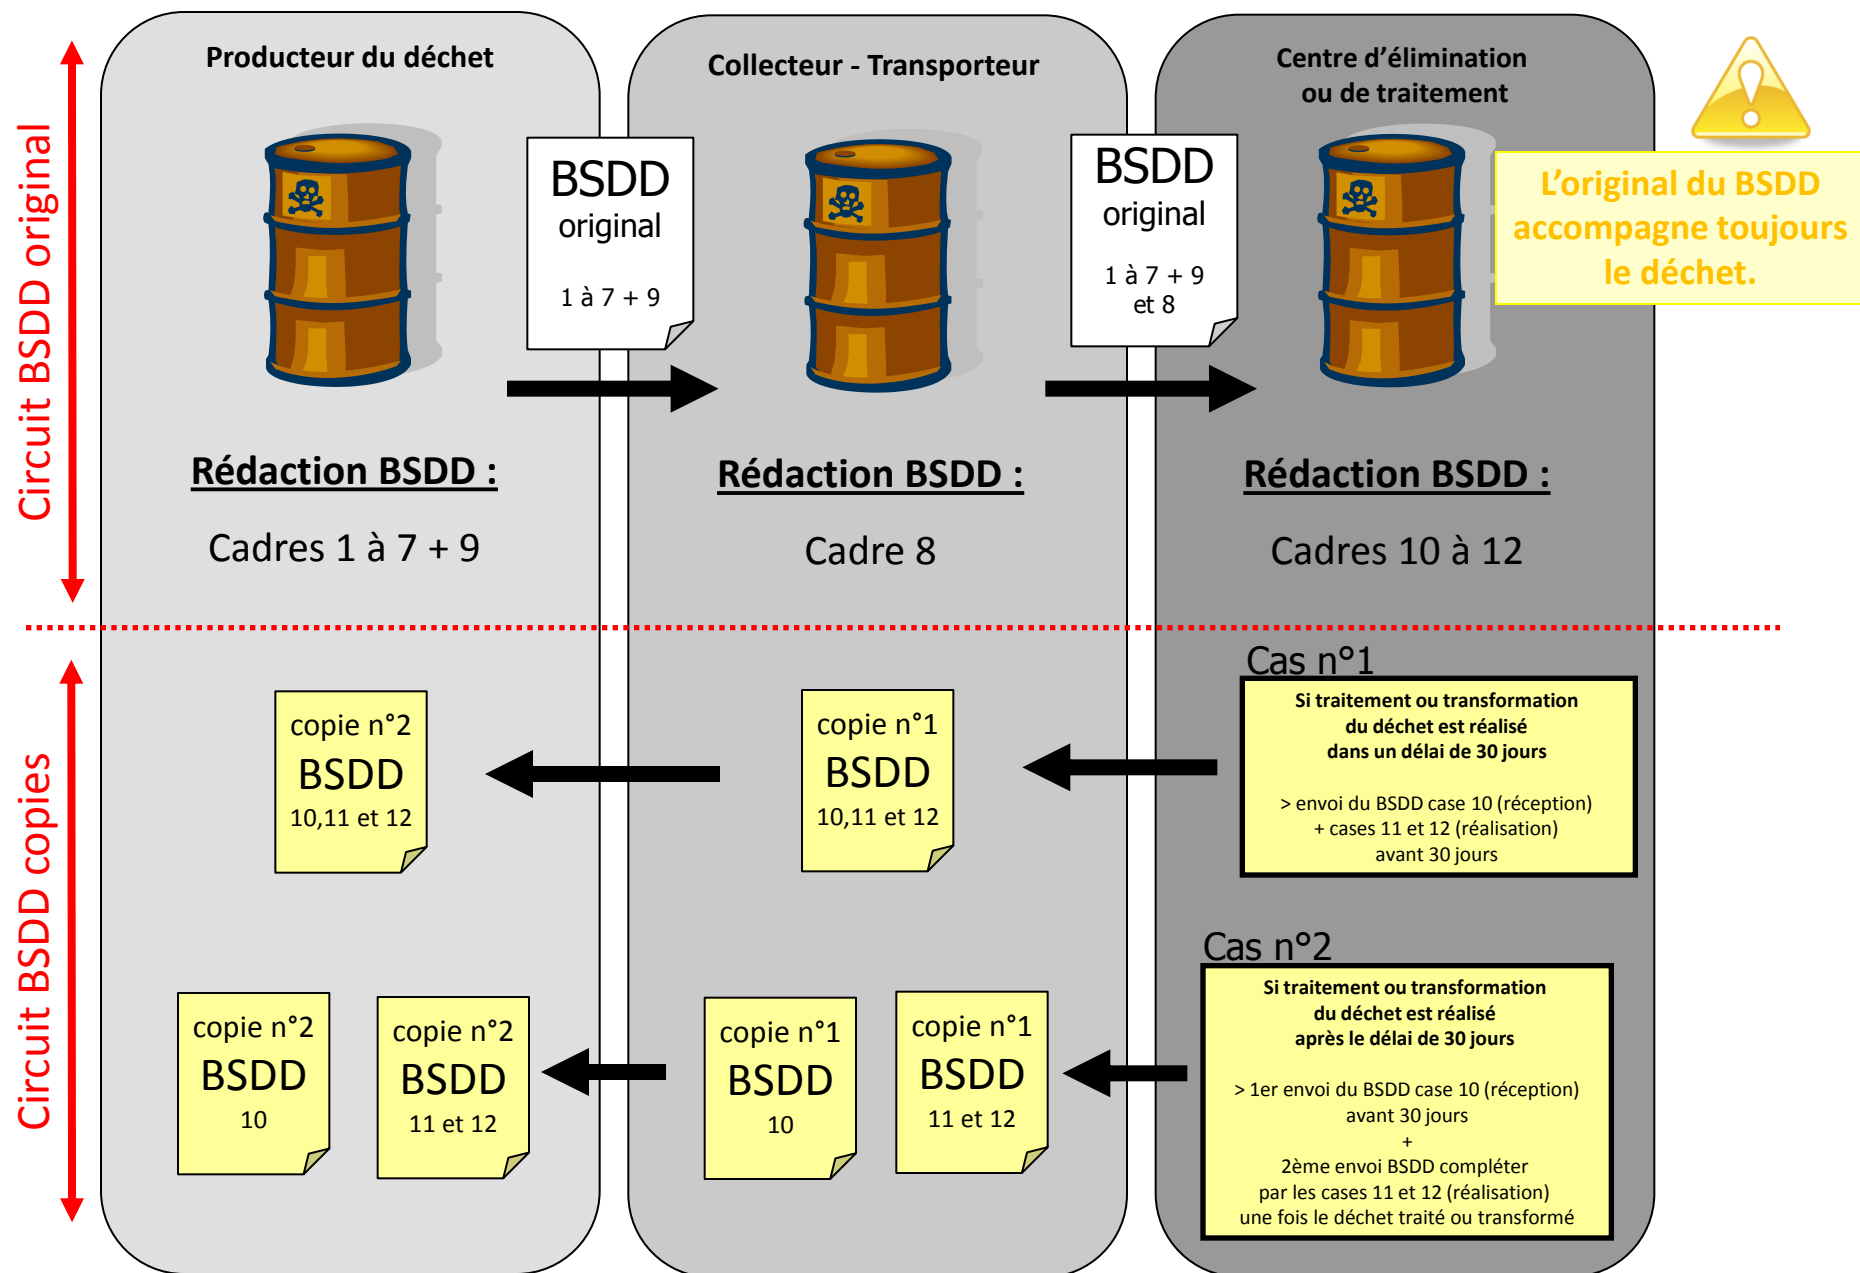 Circuit BSDD original
Producteur du déchet
Collecteur - Transporteur
Centre d'élimination
ou de traitement
BSDD
original
1 à 7 + 9
BSDD
original
1 à 7 + 9
et 8
L'original du BSDD
accompagne toujours
le déchet.
Rédaction BSDD :
Cadres 1 à 7 + 9
Rédaction BSDD :
Cadre 8
Rédaction BSDD :
Cadres 10 à 12
Circuit BSDD copies
copie n°2
BSDD
10,11 et 12
copie n°1
BSDD
10,11 et 12
Cas n°1
Si traitement ou transformation
du déchet est réalisé
dans un délai de 30 jours
> envoi du BSDD case 10 (réception)
+ cases 11 et 12 (réalisation)
avant 30 jours
copie n°2
BSDD
10
copie n°2
BSDD
11 et 12
copie n°1
BSDD
10
copie n°1
BSDD
11 et 12
Cas n°2
Si traitement ou transformation
du déchet est réalisé
après le délai de 30 jours
> 1er envoi du BSDD case 10 (réception)
avant 30 jours
+
2ème envoi BSDD compléter
par les cases 11 et 12 (réalisation)
une fois le déchet traité ou transformé